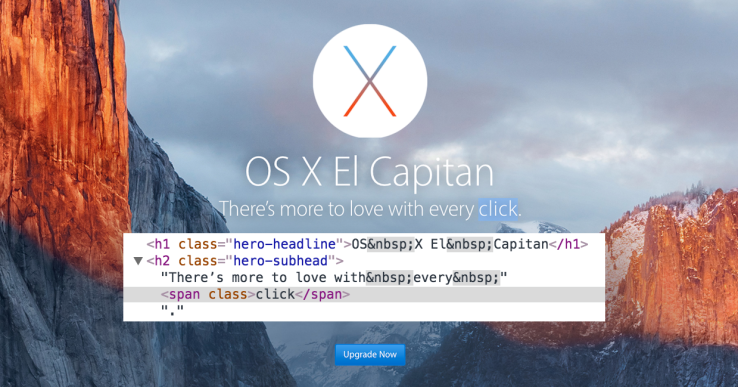 OS X El Capitan
There's more to love with every click.
<h1 class="hero-headline">OS&nbsp;X El&nbsp;Capitan</h1>
▼<h2 class="hero-subhead">
"There’s more to love with&nbsp;every&nbsp;"
<span class>click</span>
"."
Upgrade Now